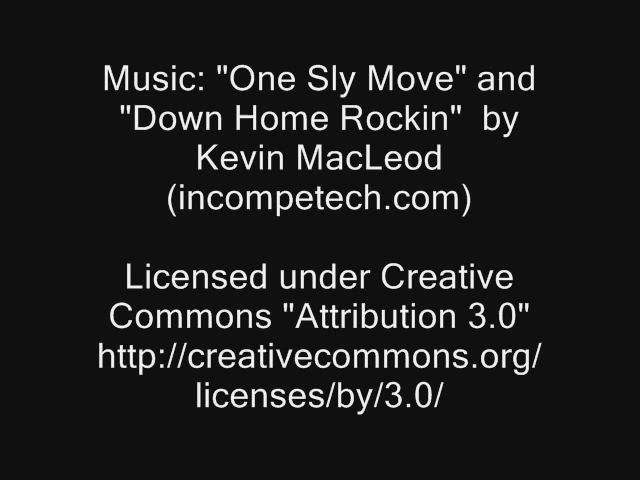 Music: "One Sly Move" and
"Down Home Rockin"  by
Kevin MacLeod
(incompetech.com)
Licensed under Creative
Commons "Attribution 3.0"
http://creativecommons.org/
licenses/by/3.0/